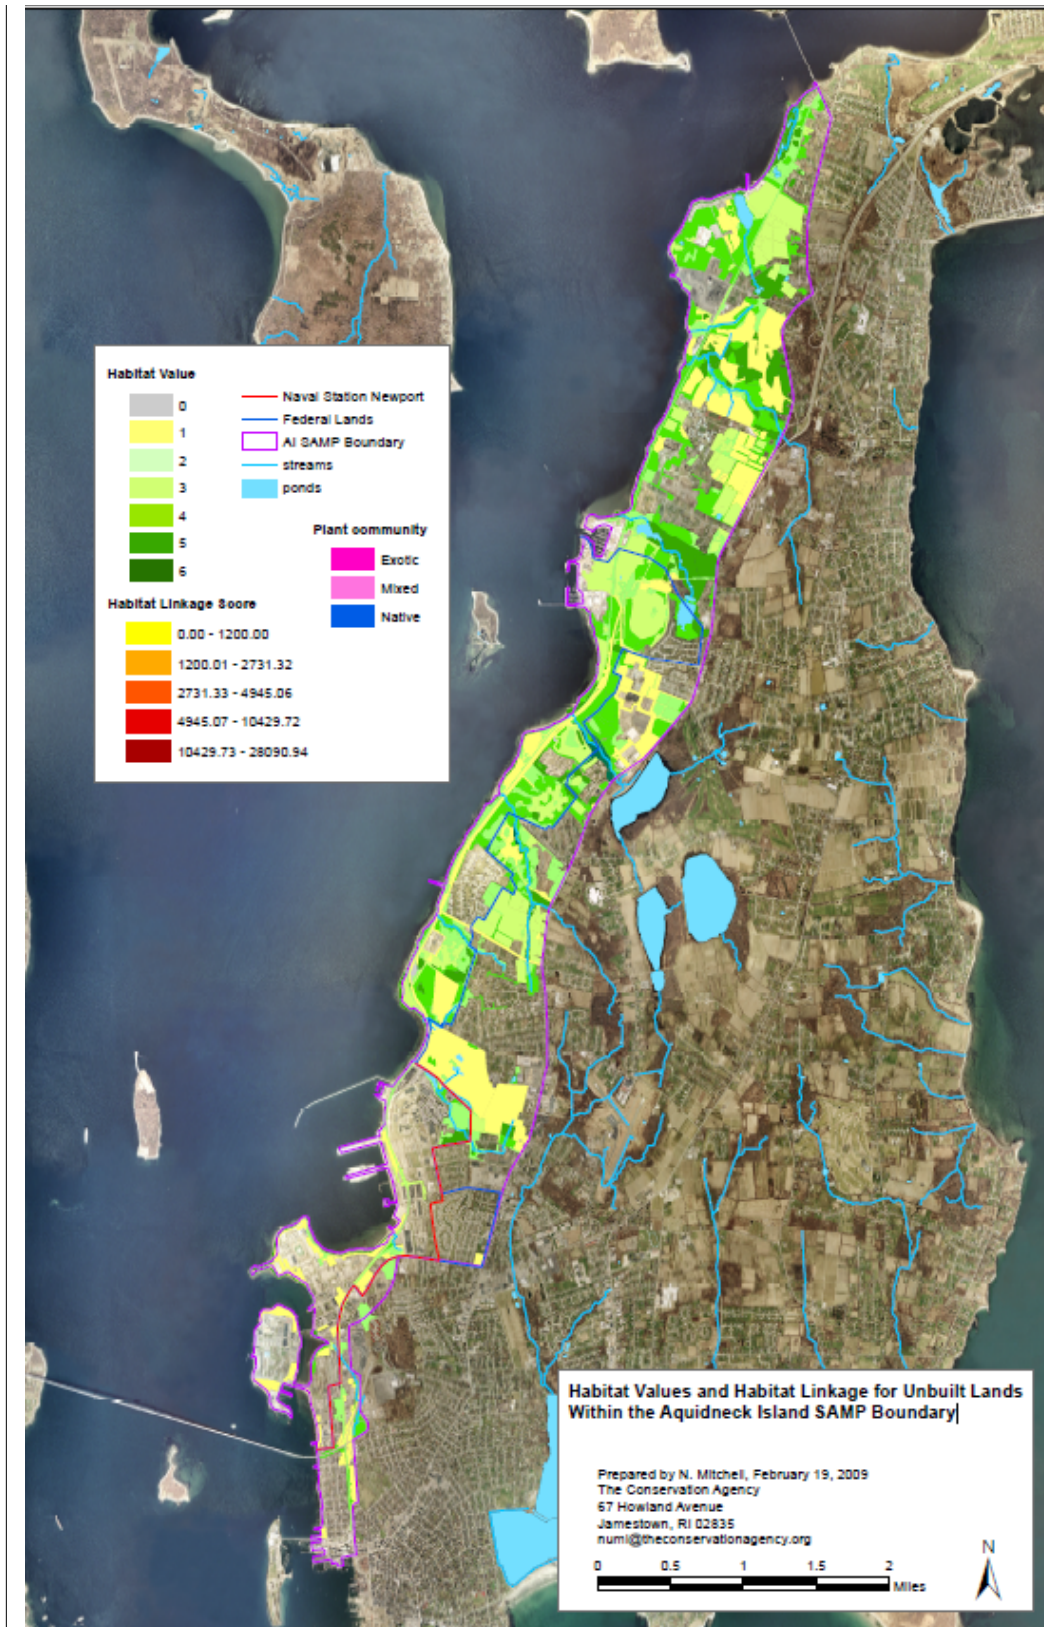 Habitat Value
0
1
2
3
4
5
6
Naval Station Newport
Federal Lands
AI SAMP Boundary
streams
ponds
Plant community
Exotic
Mixed
Native
Habitat Linkage Score
0.00 - 1200.00
1200.01 - 2731.32
2731.33 - 4945.06
4945.07 - 10429.72
10429.73 - 28090.94
Habitat Values and Habitat Linkage for Unbuilt Lands
Within the Aquidneck Island SAMP Boundary
Prepared by N. Mitchell, February 19, 2009
The Conservation Agency
67 Howland Avenue
Jamestown, RI 02835
numi@theconservationagency.org
N
0 0.5 1 1.5 2
Miles